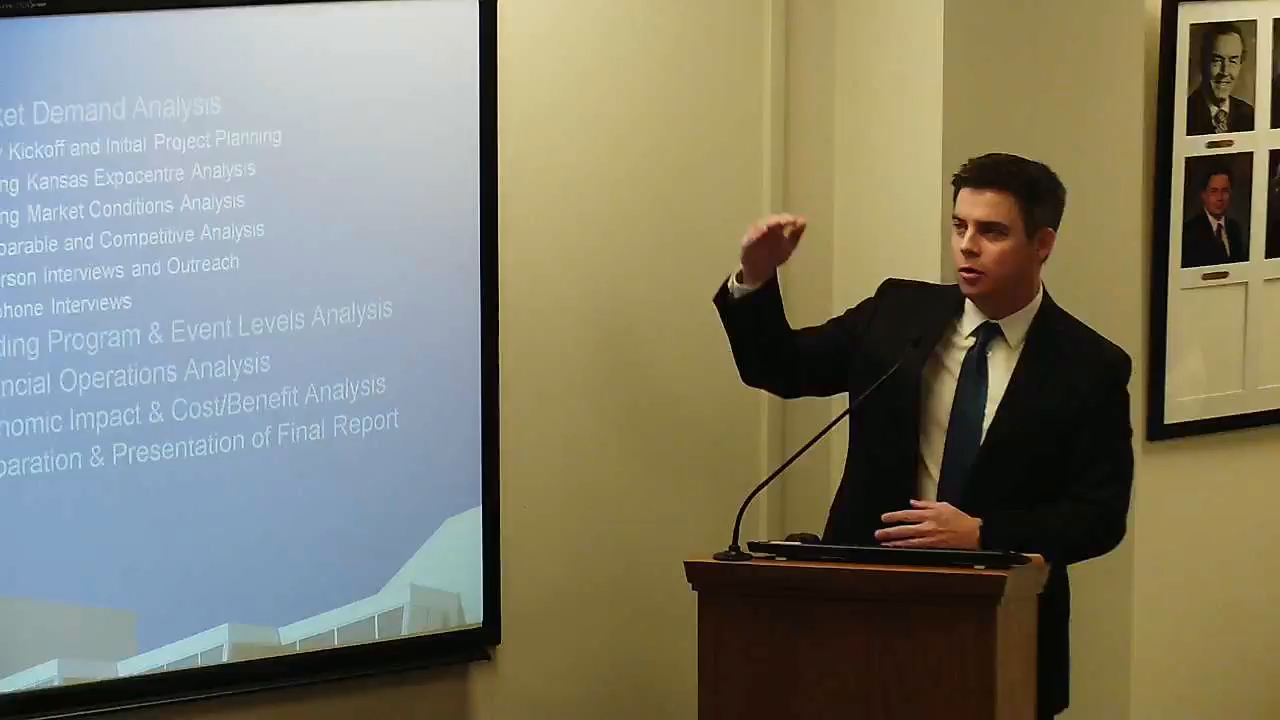 ket Demand Analysis
Kickoff and Initial Project Planning
ng Kansas Expocentre Analysis
ng Market Conditions Analysis
parable and Competitive Analysis
erson Interviews and Outreach
phone Interviews
ding Program & Event Levels Analysis
ncial Operations Analysis
nomic Impact & Cost/Benefit Analysis
paration & Presentation of Final Report